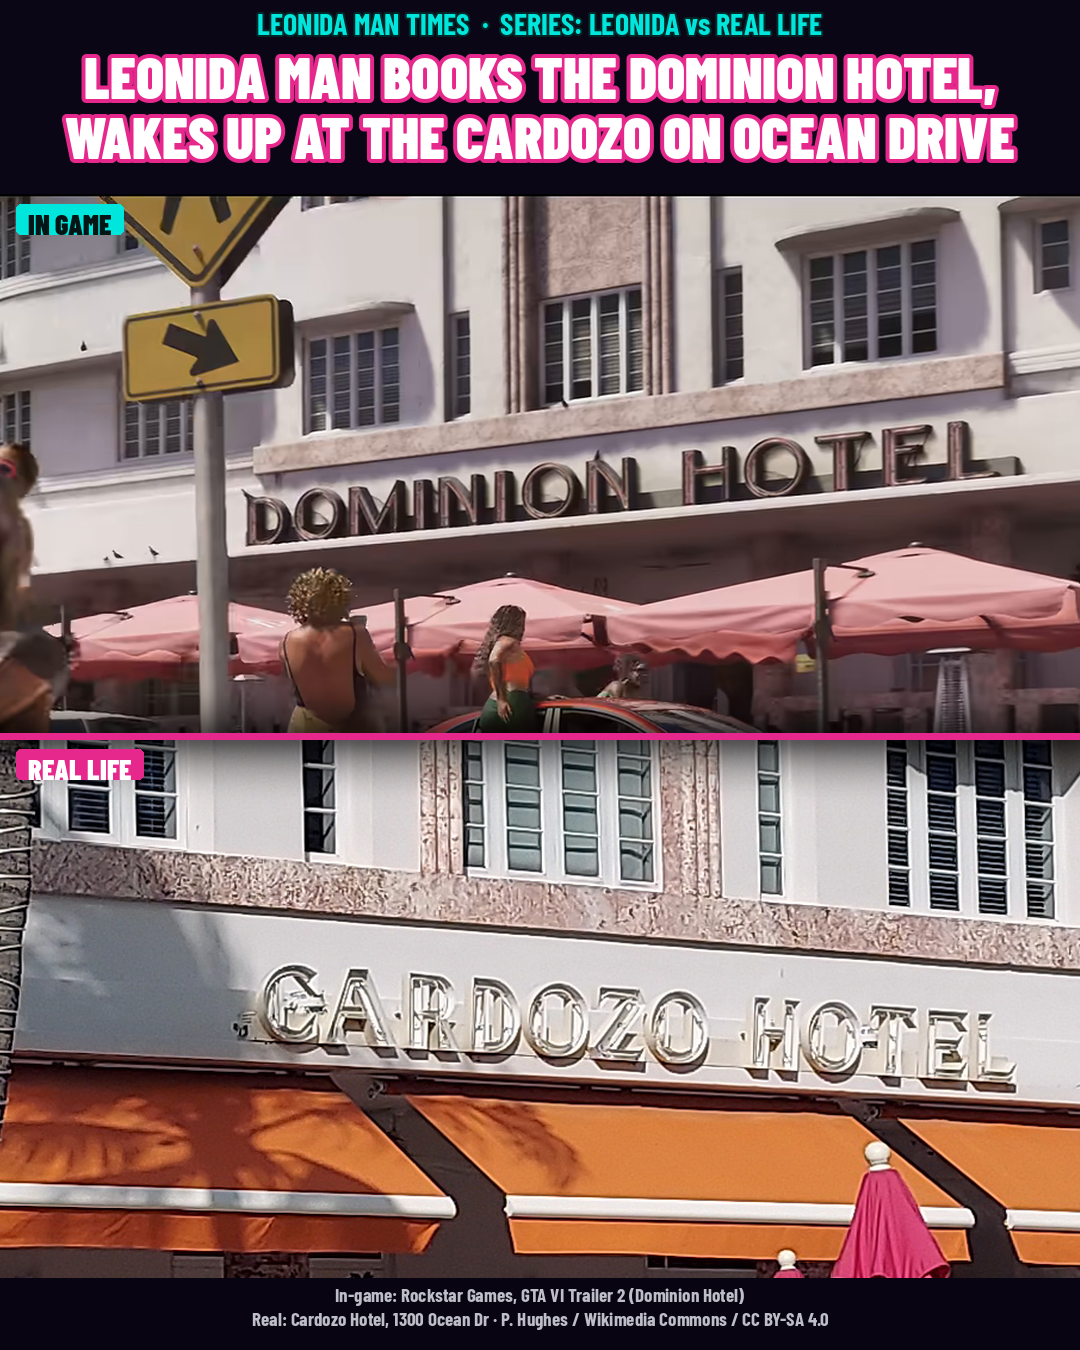 LEONIDA MAN TIMES · SERIES: LEONIDA vs REAL LIFE
LEONIDA MAN BOOKS THE DOMINION HOTEL,
WAKES UP AT THE CARDOZO ON OCEAN DRIVE
IN GAME
DOMINION HOTEL
REAL LIFE
CARDOZO HOTEL
In-game: Rockstar Games, GTA VI Trailer 2 (Dominion Hotel)
Real: Cardozo Hotel, 1300 Ocean Dr · P. Hughes / Wikimedia Commons / CC BY-SA 4.0